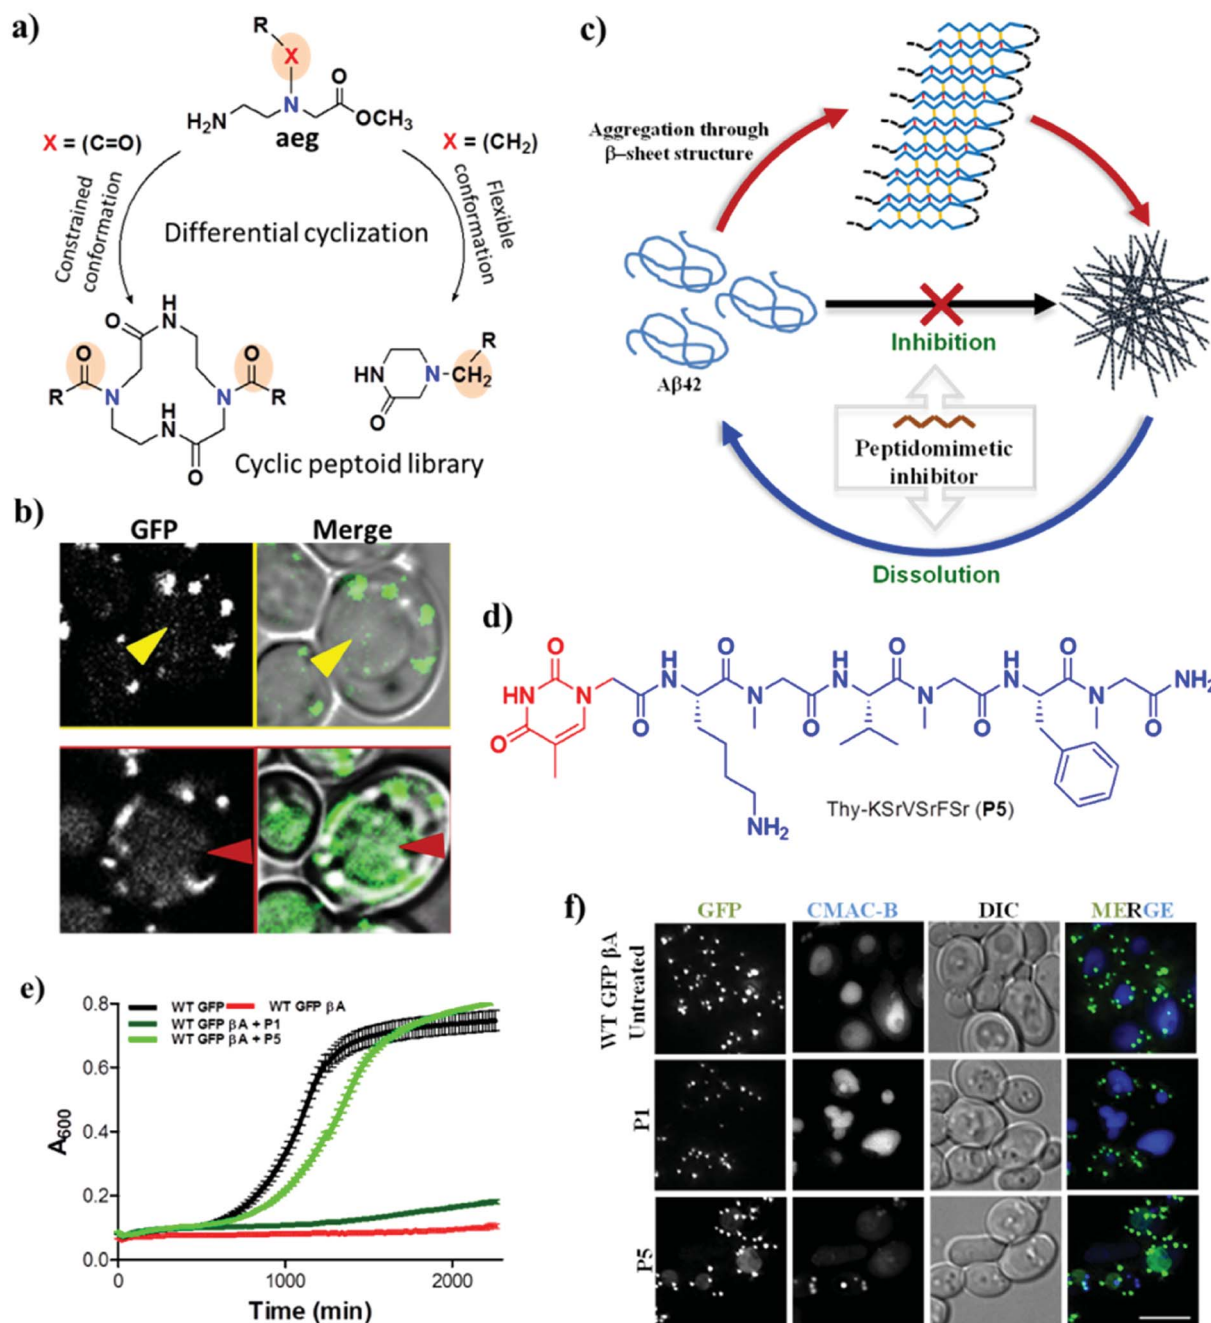 a)
R
X
N
O
H₂N
OCH₃
aeg
X = (C=O)
X = (CH₂)
Constrained
conformation
Flexible
conformation
Differential cyclization
O
H
N
O
O
R
N
N
R
H
N
O
R
HN
N
CH₂
O
Cyclic peptoid library
b)
GFP
Merge
c)
Aggregation through
β–sheet structure
Aβ42
Inhibition
Peptidomimetic
inhibitor
Dissolution
d)
O
HN
N
O
O
H
N
O
N
O
H
N
O
N
O
H
N
O
N
O
NH₂
NH₂
Thy-KSrVSrFSr (P5)
e)
0.8
0.6
0.4
0.2
0.0
A₆₀₀
WT GFP
WT GFP βA
WT GFP βA + P1
WT GFP βA + P5
0
1000
2000
Time (min)
f)
GFP
CMAC-B
DIC
MERGE
WT GFP βA
Untreated
P1
P5